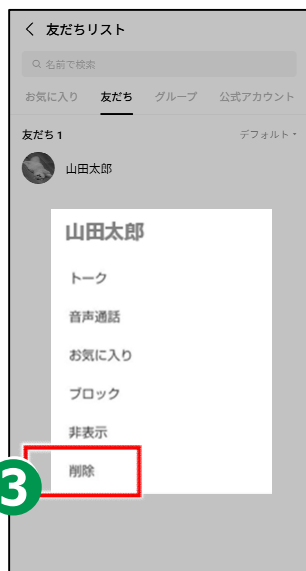 友だちリスト
名前で検索
お気に入り 友だち グループ 公式アカウント
友だち 1 デフォルト
山田太郎
山田太郎
トーク
音声通話
お気に入り
ブロック
非表示
削除
3